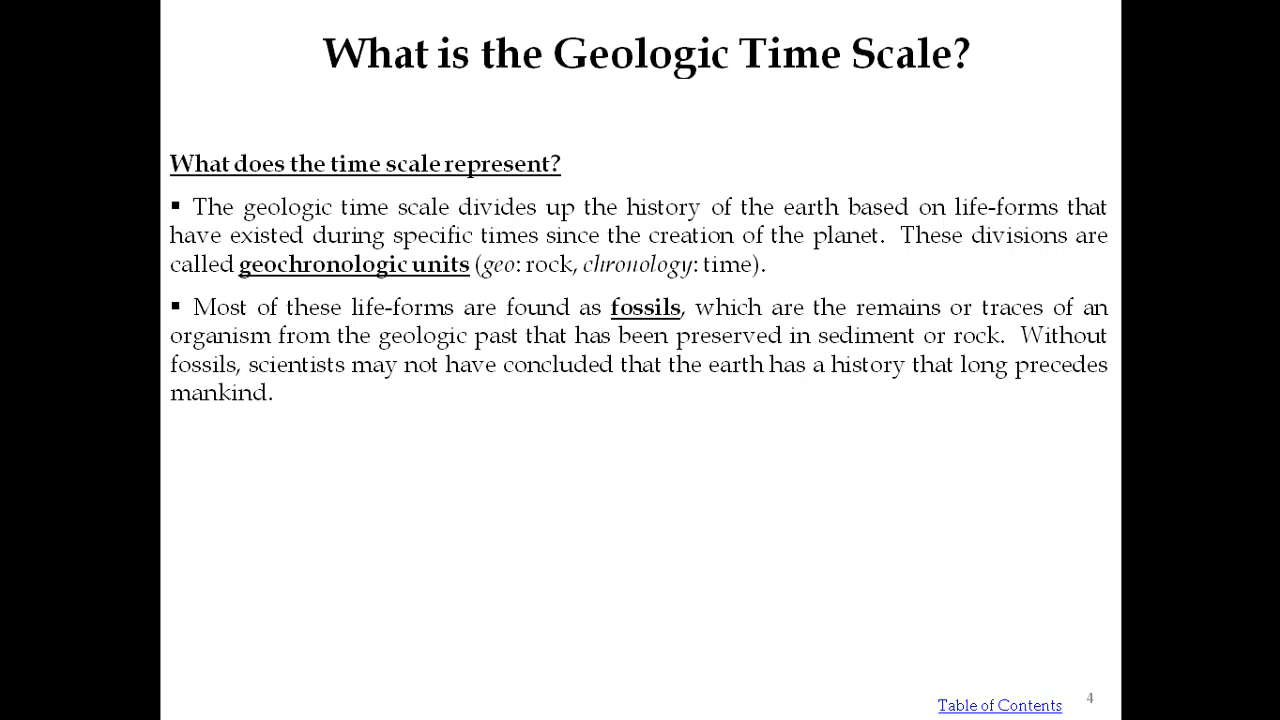 What is the Geologic Time Scale?
What does the time scale represent?
▪ The geologic time scale divides up the history of the earth based on life-forms that
have existed during specific times since the creation of the planet. These divisions are
called geochronologic units (geo: rock, chronology: time).
▪ Most of these life-forms are found as fossils, which are the remains or traces of an
organism from the geologic past that has been preserved in sediment or rock. Without
fossils, scientists may not have concluded that the earth has a history that long precedes
mankind.
Table of Contents 4